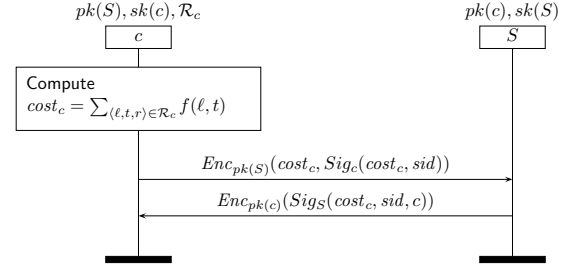 pk(S), sk(c), ℛ_c pk(c), sk(S)
c S
Compute
cost_c = ∑_{⟨ℓ,t,r⟩∈ℛ_c} f(ℓ, t)
Enc_{pk(S)}(cost_c, Sig_c(cost_c, sid))
Enc_{pk(c)}(Sig_S(cost_c, sid, c))